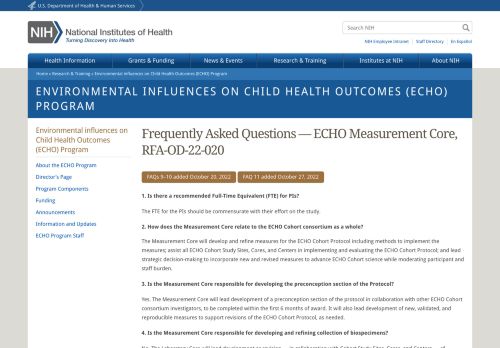 U.S. Department of Health & Human Services
NIH National Institutes of Health
Turning Discovery Into Health
Search NIH
NIH Employee Intranet | Staff Directory | En Español
Health Information
Grants & Funding
News & Events
Research & Training
Institutes at NIH
About NIH
Home » Research & Training » Environmental influences on Child Health Outcomes (ECHO) Program
ENVIRONMENTAL INFLUENCES ON CHILD HEALTH OUTCOMES (ECHO)
PROGRAM
Environmental influences on
Child Health Outcomes
(ECHO) Program
About the ECHO Program
Director's Page
Program Components
Funding
Announcements
Information and Updates
ECHO Program Staff
Frequently Asked Questions — ECHO Measurement Core,
RFA-OD-22-020
FAQs 9–10 added October 20, 2022
FAQ 11 added October 27, 2022
1. Is there a recommended Full-Time Equivalent (FTE) for PIs?
The FTE for the PIs should be commensurate with their effort on the study.
2. How does the Measurement Core relate to the ECHO Cohort consortium as a whole?
The Measurement Core will develop and refine measures for the ECHO Cohort Protocol including methods to implement the
measures; assist all ECHO Cohort Study Sites, Cores, and Centers in implementing and evaluating the ECHO Cohort Protocol; and lead
strategic decision-making to incorporate new and revised measures to advance ECHO Cohort science while moderating participant and
staff burden.
3. Is the Measurement Core responsible for developing the preconception section of the Protocol?
Yes. The Measurement Core will lead development of a preconception section of the protocol in collaboration with other ECHO Cohort
consortium investigators, to be completed within the first 6 months of award. It will also lead development of new, validated, and
reproducible measures to support revisions of the ECHO Cohort Protocol, as needed.
4. Is the Measurement Core responsible for developing and refining collection of biospecimens?